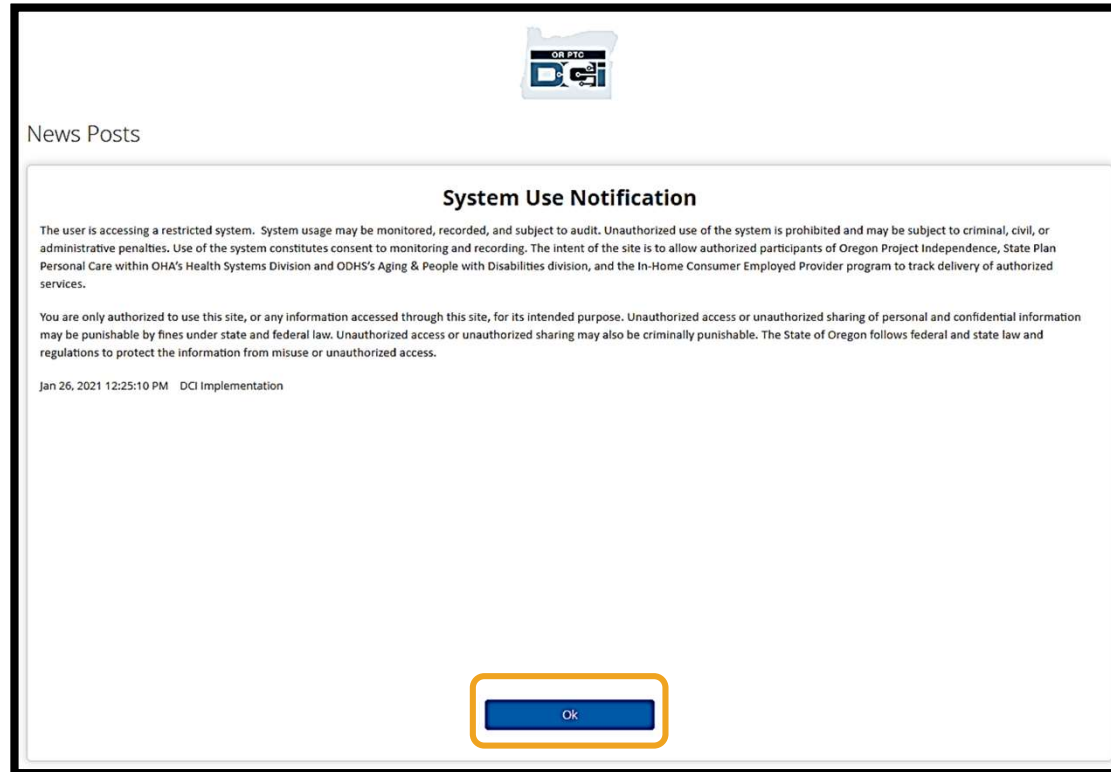 OR PTC
DCi
News Posts
System Use Notification
The user is accessing a restricted system.  System usage may be monitored, recorded, and subject to audit. Unauthorized use of the system is prohibited and may be subject to criminal, civil, or
administrative penalties. Use of the system constitutes consent to monitoring and recording. The intent of the site is to allow authorized participants of Oregon Project Independence, State Plan
Personal Care within OHA's Health Systems Division and ODHS's Aging & People with Disabilities division, and the In-Home Consumer Employed Provider program to track delivery of authorized
services.
You are only authorized to use this site, or any information accessed through this site, for its intended purpose. Unauthorized access or unauthorized sharing of personal and confidential information
may be punishable by fines under state and federal law. Unauthorized access or unauthorized sharing may also be criminally punishable. The State of Oregon follows federal and state law and
regulations to protect the information from misuse or unauthorized access.
Jan 26, 2021 12:25:10 PM DCI Implementation
Ok